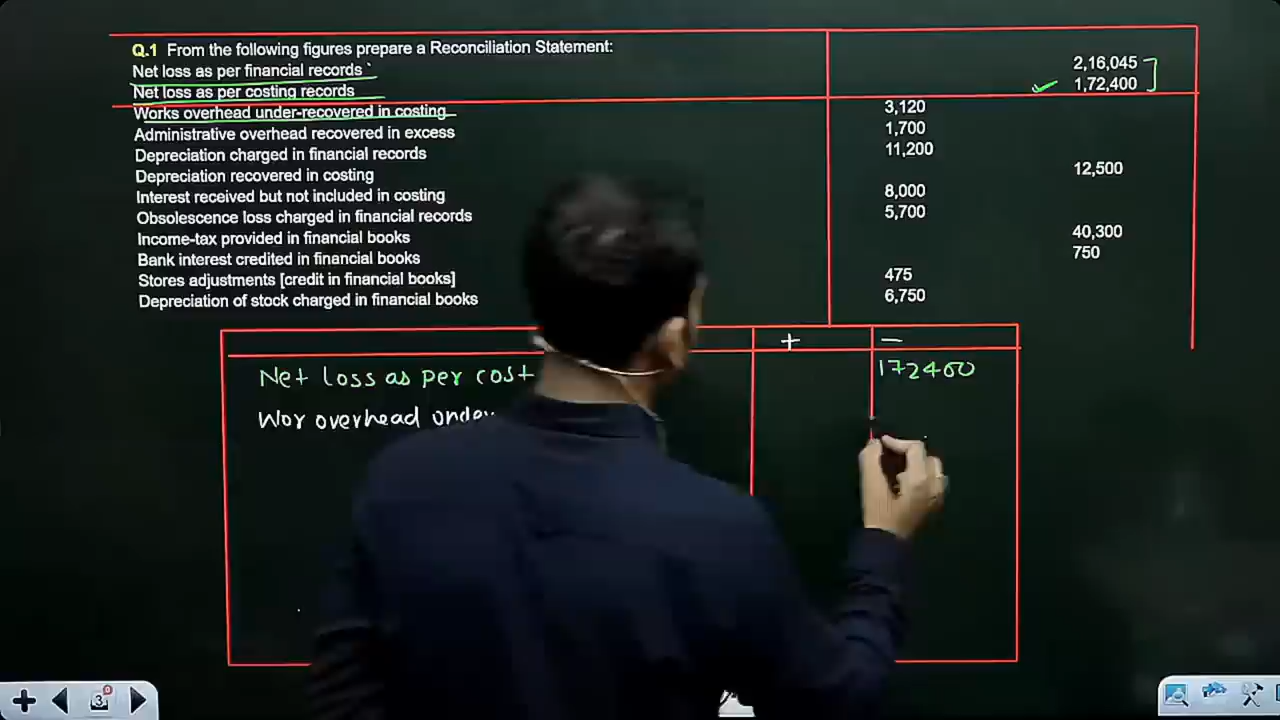 Q.1 From the following figures prepare a Reconciliation Statement:
Net loss as per financial records 2,16,045
Net loss as per costing records 1,72,400
Works overhead under-recovered in costing 3,120
Administrative overhead recovered in excess 1,700
Depreciation charged in financial records 11,200
Depreciation recovered in costing 12,500
Interest received but not included in costing 8,000
Obsolescence loss charged in financial records 5,700
Income-tax provided in financial books 40,300
Bank interest credited in financial books 750
Stores adjustments [credit in financial books] 475
Depreciation of stock charged in financial books 6,750
+ −
Net loss as per cost 172400
Wor overhead under
3